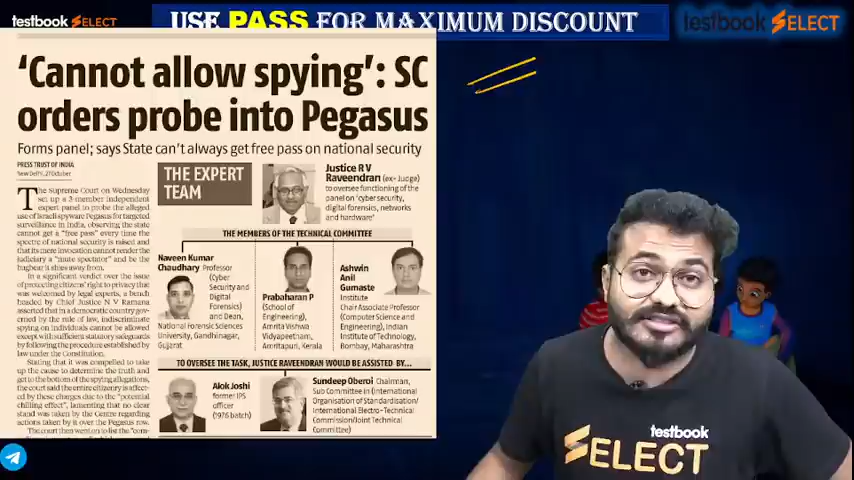 testbook SELECT
USE PASS FOR MAXIMUM DISCOUNT
testbook SELECT
'Cannot allow spying': SC
orders probe into Pegasus
Forms panel; says State can't always get free pass on national security
PRESS TRUST OF INDIA
New Delhi, 27 October
The Supreme Court on Wednesday
set up a 3-member independent
expert panel to probe the alleged
use of Israeli spyware Pegasus for targeted
surveillance in India, observing the state
cannot get a "free pass" every time the
spectre of national security is raised and
that its mere invocation cannot render the
judiciary a "mute spectator" and be the
bugbear it shies away from.
In a significant verdict over the issue
of protecting citizens' right to privacy that
was welcomed by legal experts, a bench
headed by Chief Justice N V Ramana
asserted that in a democratic country gov-
erned by the rule of law, indiscriminate
spying on individuals cannot be allowed
except with sufficient statutory safeguards
by following the procedure established by
law under the Constitution.
Stating that it was compelled to take
up the cause to determine the truth and
get to the bottom of the spying allegations,
the court said the entire citizenry is affect-
ed by these charges due to the "potential
chilling effect", lamenting that no clear
stand was taken by the Centre regarding
actions taken by it over the Pegasus row.
The court then went on to list the "com-
THE EXPERT
TEAM
Justice R V
Raveendran (ex-Judge)
to oversee functioning of the
panel on 'cyber security,
digital forensics, networks
and hardware'
THE MEMBERS OF THE TECHNICAL COMMITTEE
Naveen Kumar
Chaudhary Professor
(Cyber
Security and
Digital
Forensics)
and Dean,
National Forensic Sciences
University, Gandhinagar,
Gujarat
Prabaharan P
(School of
Engineering),
Amrita Vishwa
Vidyapeetham,
Amritapuri, Kerala
Ashwin
Anil
Gumaste
Institute
Chair Associate Professor
(Computer Science and
Engineering), Indian
Institute of Technology,
Bombay, Maharashtra
TO OVERSEE THE TASK, JUSTICE RAVEENDRAN WOULD BE ASSISTED BY...
Alok Joshi
former IPS
officer
(1976 batch)
Sundeep Oberoi Chairman,
Sub Committee in (International
Organisation of Standardisation/
International Electro-Technical
Commission/Joint Technical
Committee)
testbook
SELECT